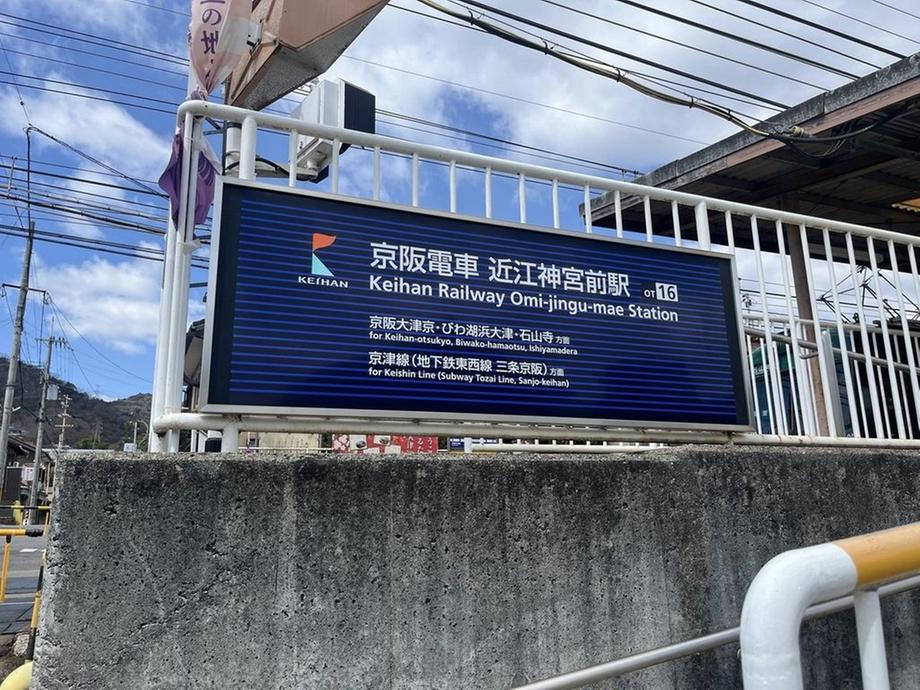 KEIHAN
京阪電車 近江神宮前駅
Keihan Railway Omi-jingu-mae Station
OT 16
京阪大津京・びわ湖浜大津・石山寺 方面
for Keihan-otsukyo, Biwako-hamaotsu, Ishiyamadera
京津線(地下鉄東西線 三条京阪)方面
for Keishin Line (Subway Tozai Line, Sanjo-keihan)